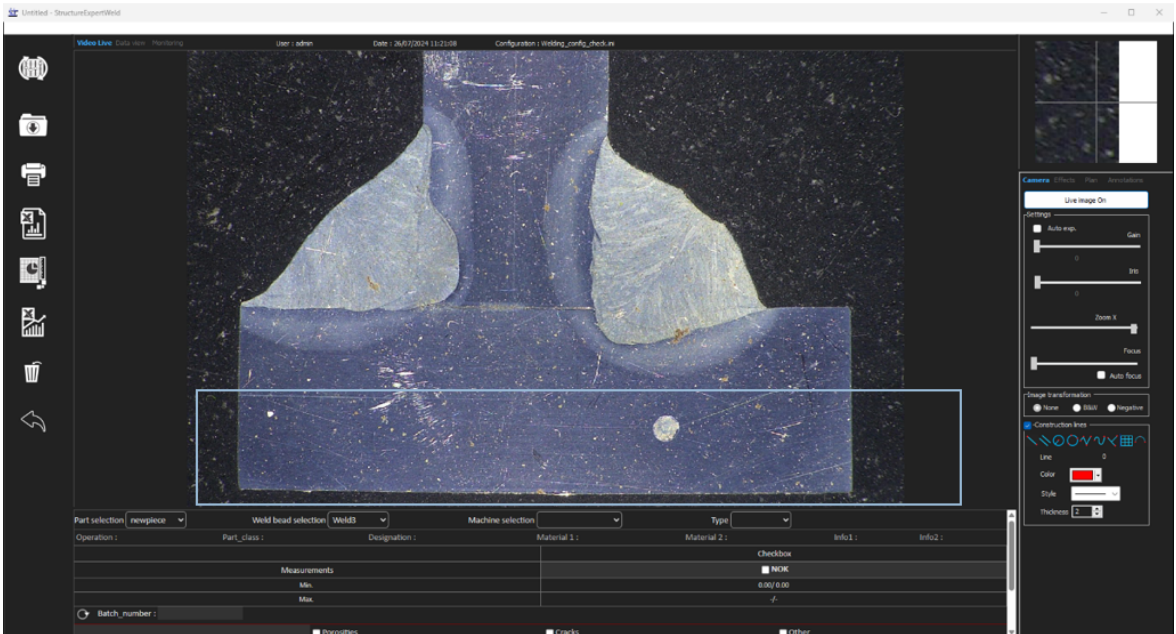 Untitled - StructureExpertWeld
Video Live Data view Monitoring User : admin Date : 26/07/2024 11:21:08 Configuration : Welding_config_check.ini
Camera Effects Plan Annotations
Live image On
Settings
Auto exp.
Gain
0
Iris
0
Zoom X
Focus
Auto focus
Image transformation
None B&W Negative
Construction lines
Line 0
Color
Style
Thickness 2
Part selection newpiece Weld bead selection Weld3 Machine selection Type
Operation : Part_class : Designation : Material 1 : Material 2 : Info1 : Info2 :
Checkbox
Measurements NOK
Min. 0.00/ 0.00
Max. -/-
Batch_number :
Porosities Cracks Other